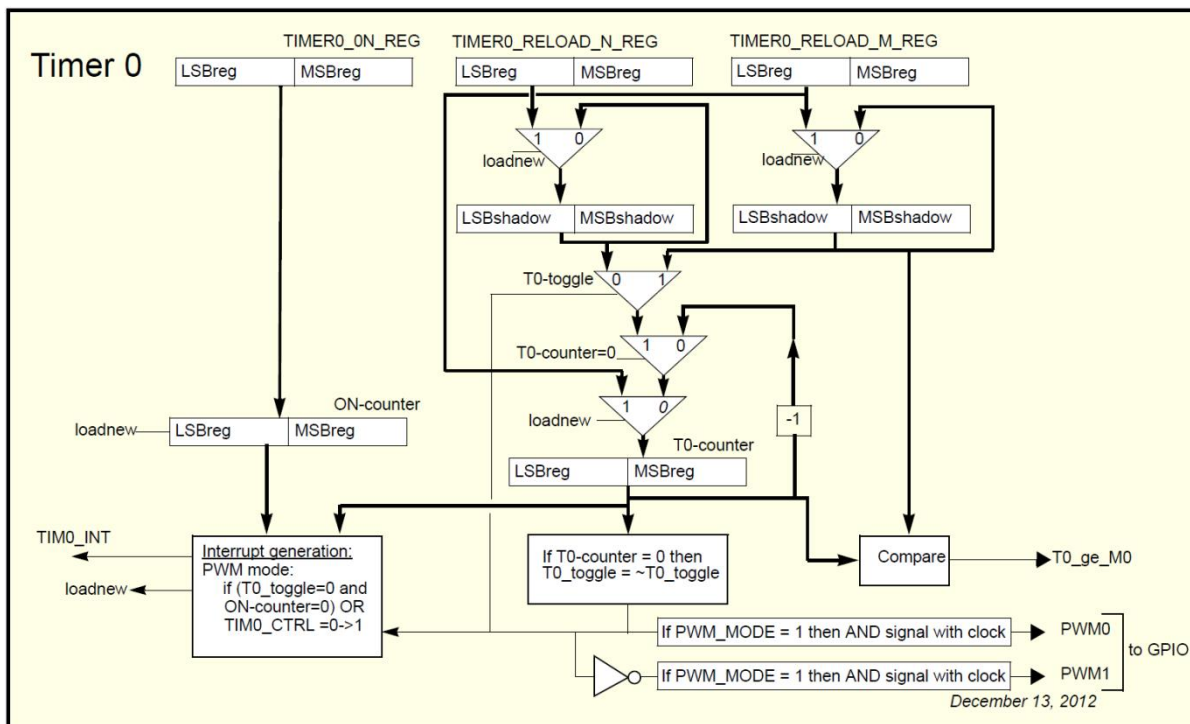 Timer 0
TIMER0_0N_REG
TIMER0_RELOAD_N_REG
TIMER0_RELOAD_M_REG
LSBreg MSBreg
LSBreg MSBreg
LSBreg MSBreg
1 0
loadnew
1 0
loadnew
LSBshadow MSBshadow
LSBshadow MSBshadow
T0-toggle
0 1
T0-counter=0
1 0
ON-counter
loadnew
LSBreg MSBreg
1 0
loadnew
-1
T0-counter
LSBreg MSBreg
TIM0_INT
loadnew
Interrupt generation:
PWM mode:
if (T0_toggle=0 and
ON-counter=0) OR
TIM0_CTRL =0->1
If T0-counter = 0 then
T0_toggle = ~T0_toggle
Compare
T0_ge_M0
If PWM_MODE = 1 then AND signal with clock
PWM0
to GPIO
If PWM_MODE = 1 then AND signal with clock
PWM1
December 13, 2012